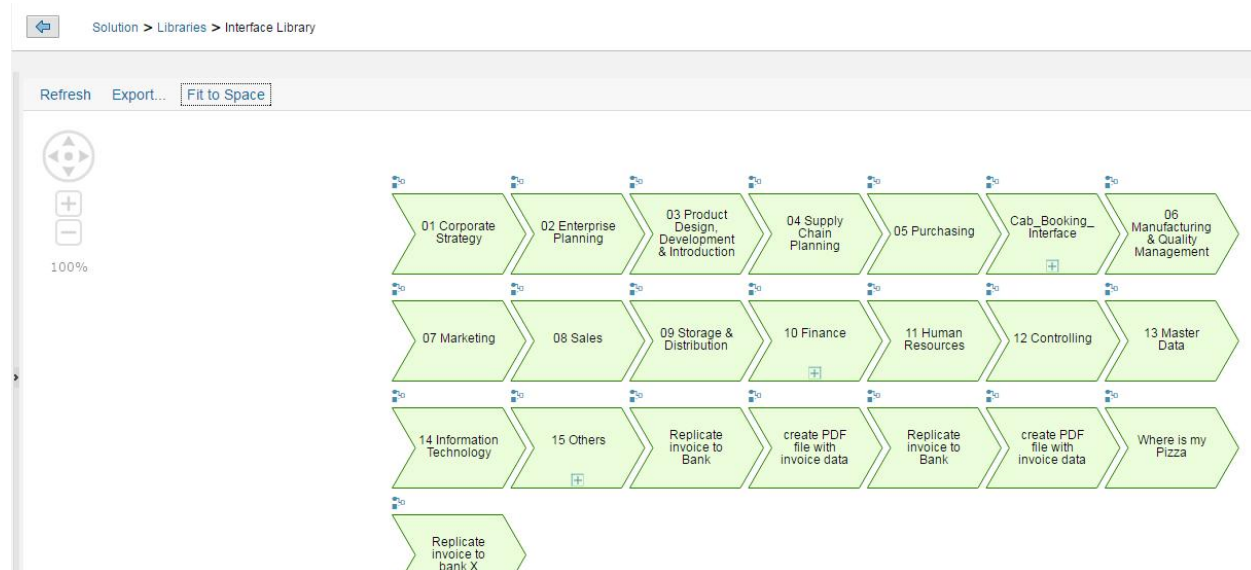 Solution > Libraries > Interface Library
Refresh Export... Fit to Space
100%
01 Corporate
Strategy
02 Enterprise
Planning
03 Product
Design,
Development
& Introduction
04 Supply
Chain
Planning
05 Purchasing
Cab_Booking_
Interface
06
Manufacturing
& Quality
Management
07 Marketing
08 Sales
09 Storage &
Distribution
10 Finance
11 Human
Resources
12 Controlling
13 Master
Data
14 Information
Technology
15 Others
Replicate
invoice to
Bank
create PDF
file with
invoice data
Replicate
invoice to
Bank
create PDF
file with
invoice data
Where is my
Pizza
Replicate
invoice to
bank X